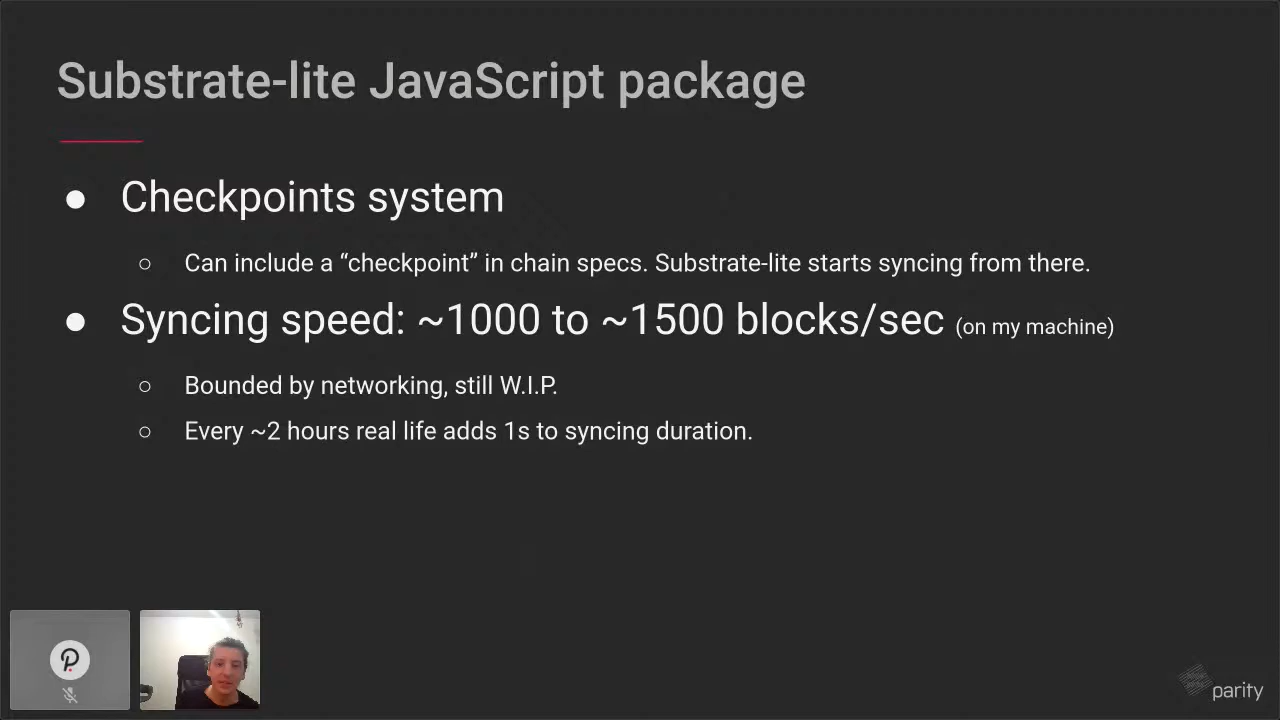 Substrate-lite JavaScript package
● Checkpoints system
○ Can include a “checkpoint” in chain specs. Substrate-lite starts syncing from there.
● Syncing speed: ~1000 to ~1500 blocks/sec (on my machine)
○ Bounded by networking, still W.I.P.
○ Every ~2 hours real life adds 1s to syncing duration.
parity